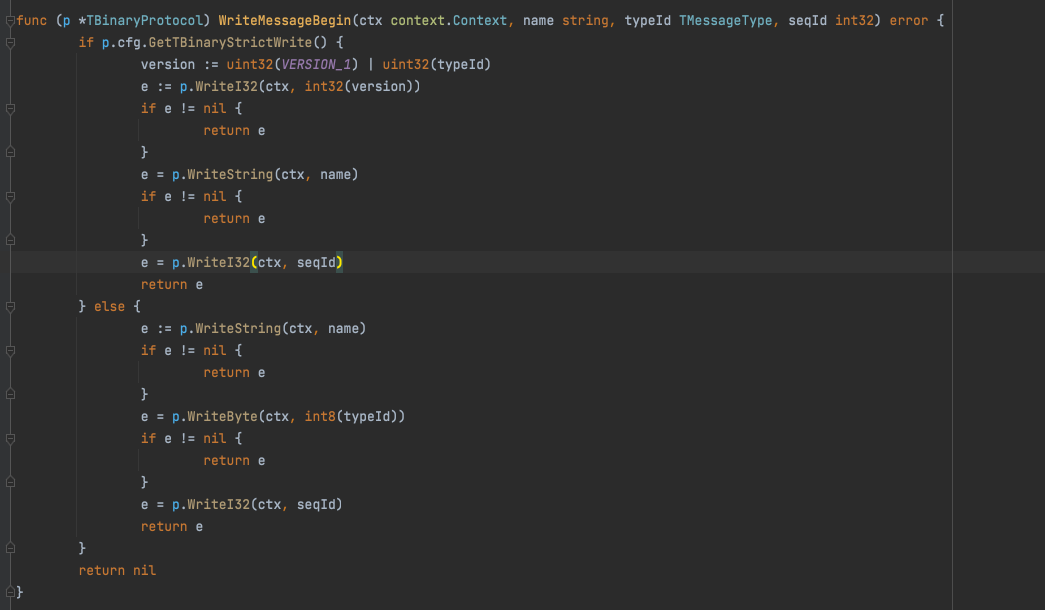 func (p *TBinaryProtocol) WriteMessageBegin(ctx context.Context, name string, typeId TMessageType, seqId int32) error {
        if p.cfg.GetTBinaryStrictWrite() {
                version := uint32(VERSION_1) | uint32(typeId)
                e := p.WriteI32(ctx, int32(version))
                if e != nil {
                        return e
                }
                e = p.WriteString(ctx, name)
                if e != nil {
                        return e
                }
                e = p.WriteI32(ctx, seqId)
                return e
        } else {
                e := p.WriteString(ctx, name)
                if e != nil {
                        return e
                }
                e = p.WriteByte(ctx, int8(typeId))
                if e != nil {
                        return e
                }
                e = p.WriteI32(ctx, seqId)
                return e
        }
        return nil
}